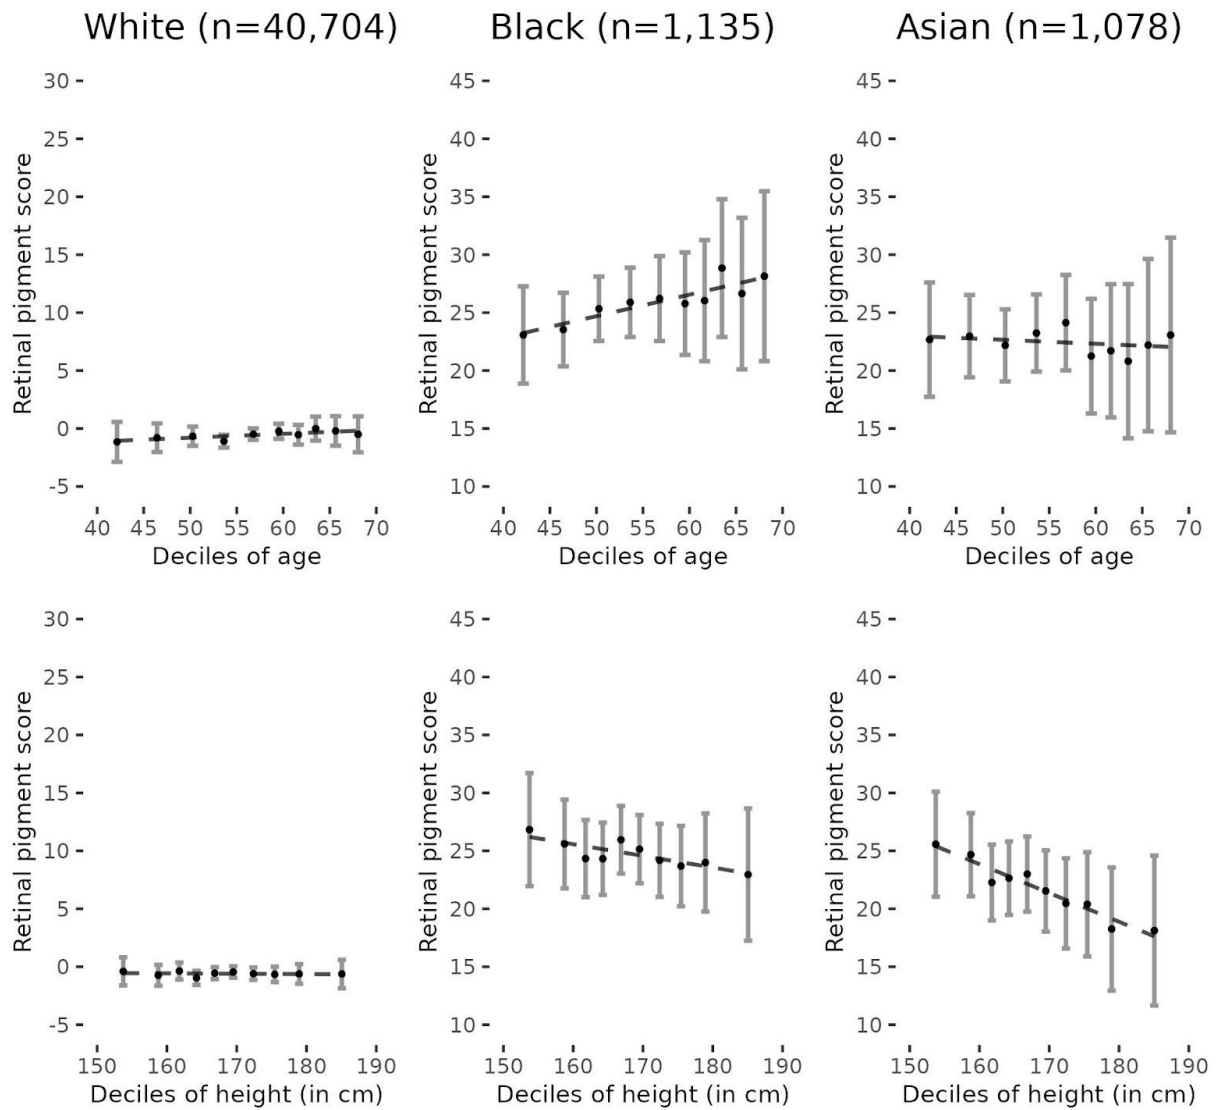 White (n=40,704)
Black (n=1,135)
Asian (n=1,078)
Retinal pigment score
30
25
20
15
10
5
0
-5
40 45 50 55 60 65 70
Deciles of age
Retinal pigment score
45
40
35
30
25
20
15
10
40 45 50 55 60 65 70
Deciles of age
Retinal pigment score
45
40
35
30
25
20
15
10
40 45 50 55 60 65 70
Deciles of age
Retinal pigment score
30
25
20
15
10
5
0
-5
150 160 170 180 190
Deciles of height (in cm)
Retinal pigment score
45
40
35
30
25
20
15
10
150 160 170 180 190
Deciles of height (in cm)
Retinal pigment score
45
40
35
30
25
20
15
10
150 160 170 180 190
Deciles of height (in cm)